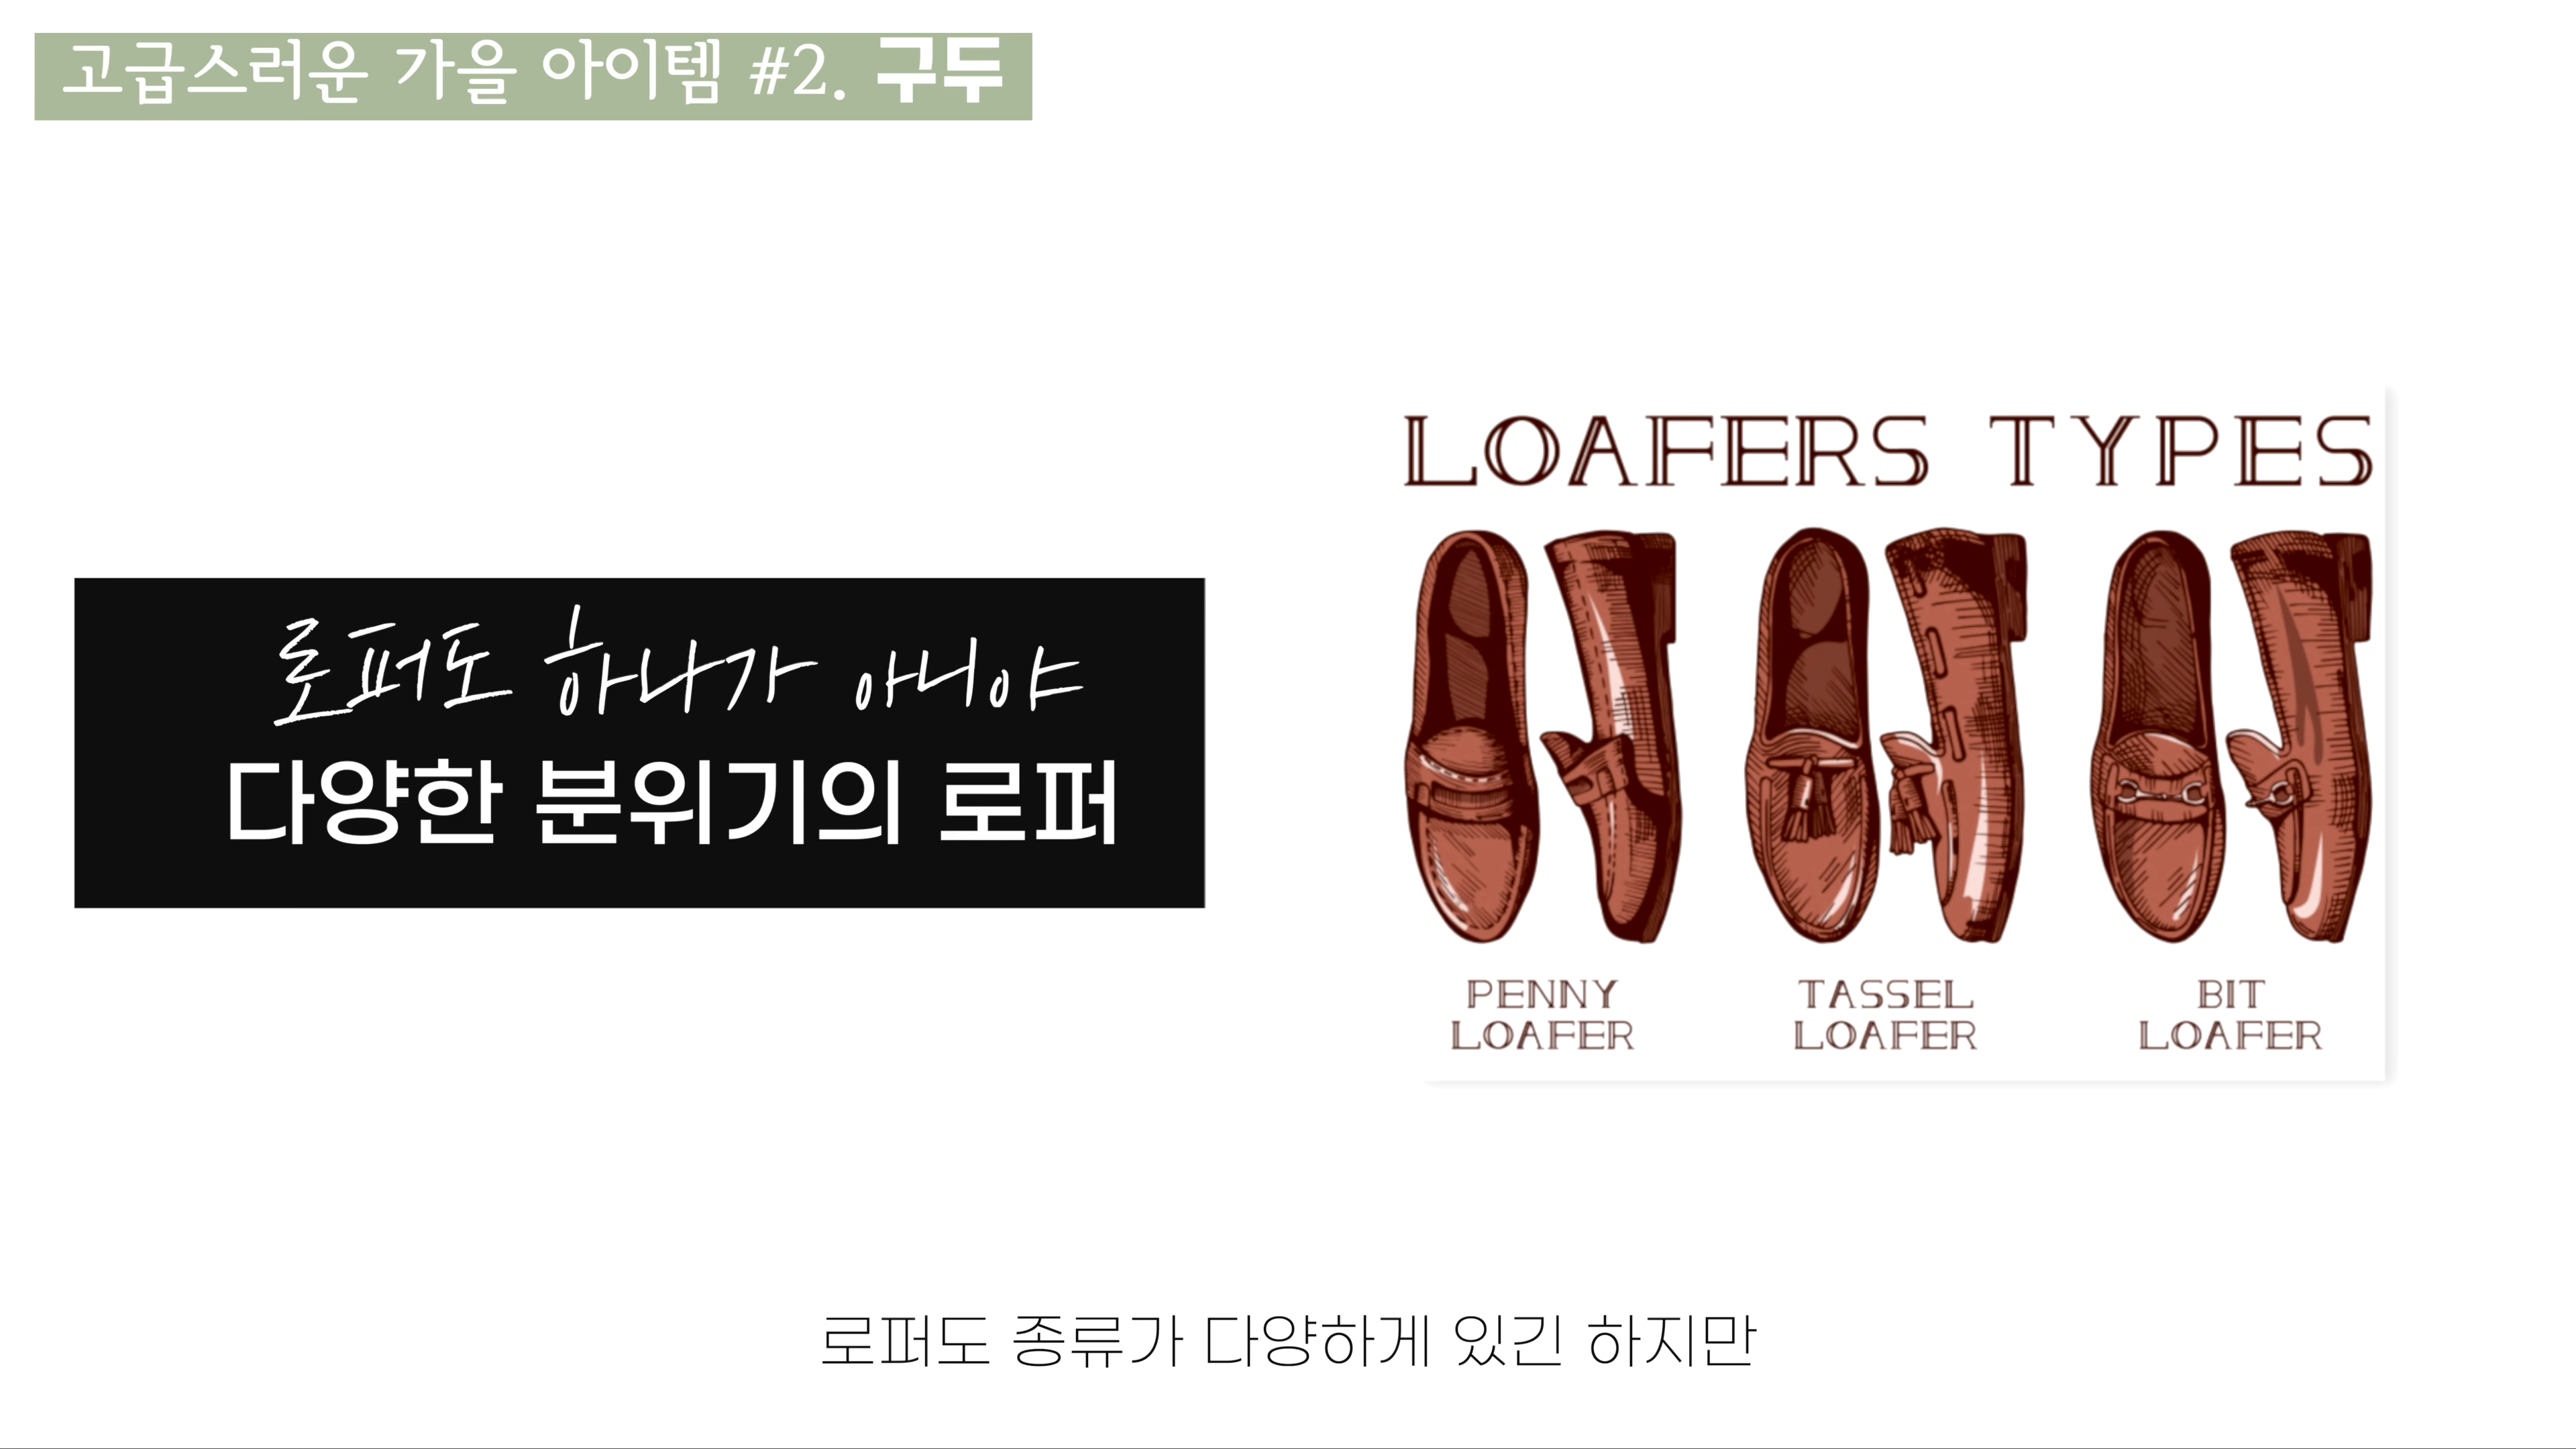 고급스러운 가을 아이템 #2. 구두
로퍼도 하나가 아니야
다양한 분위기의 로퍼
LOAFERS TYPES
PENNY
LOAFER
TASSEL
LOAFER
BIT
LOAFER
로퍼도 종류가 다양하게 있긴 하지만